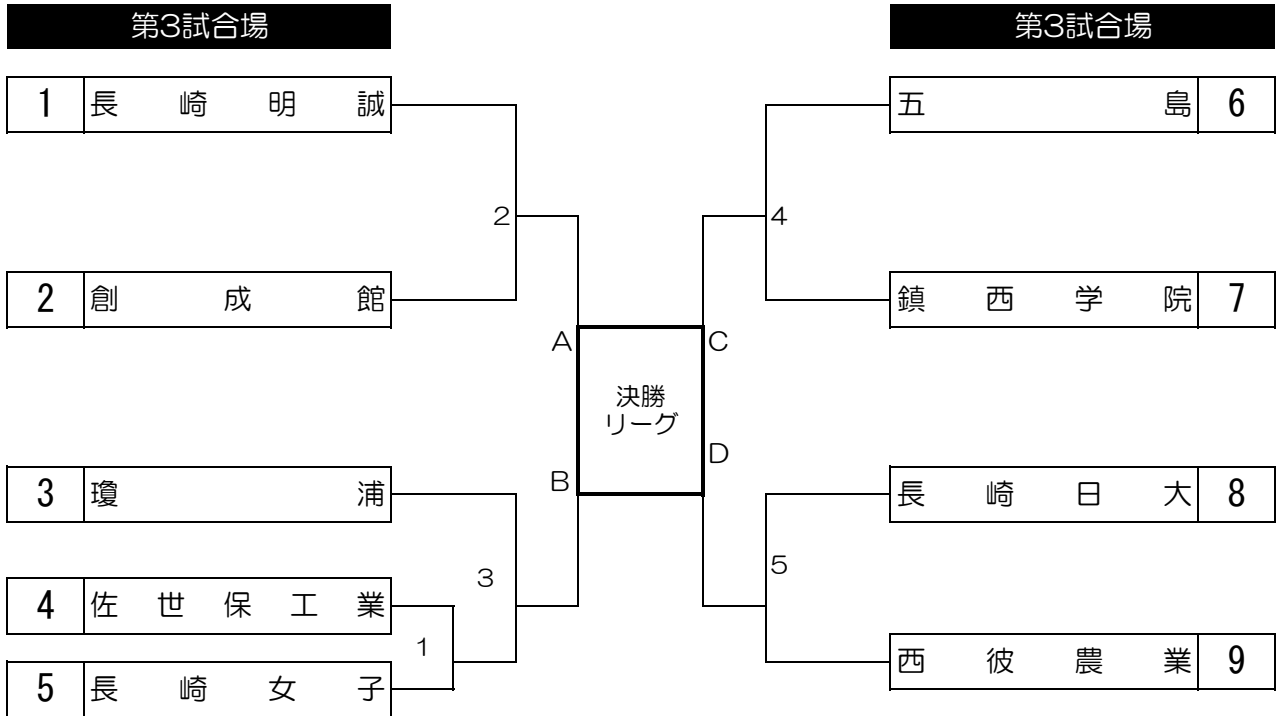 第3試合場
1 長崎明誠
2
2 創成館
A
B
3 瓊浦
3
4 佐世保工業
1
5 長崎女子
決勝
リーグ
第3試合場
五島 6
4
鎮西学院 7
C
D
長崎日大 8
5
西彼農業 9